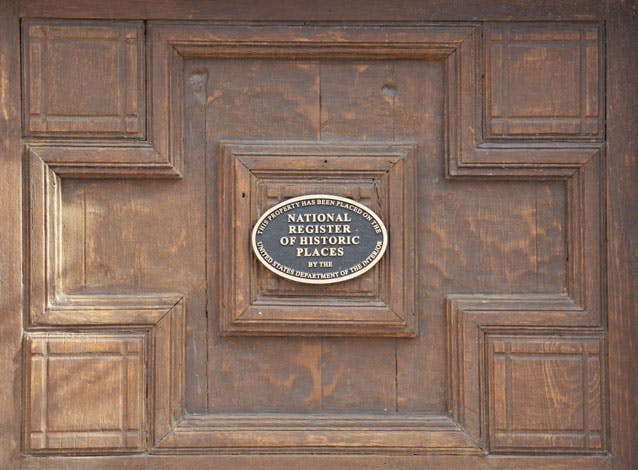 THIS PROPERTY HAS BEEN PLACED ON THE
NATIONAL
REGISTER
OF HISTORIC
PLACES
BY THE
UNITED STATES DEPARTMENT OF THE INTERIOR